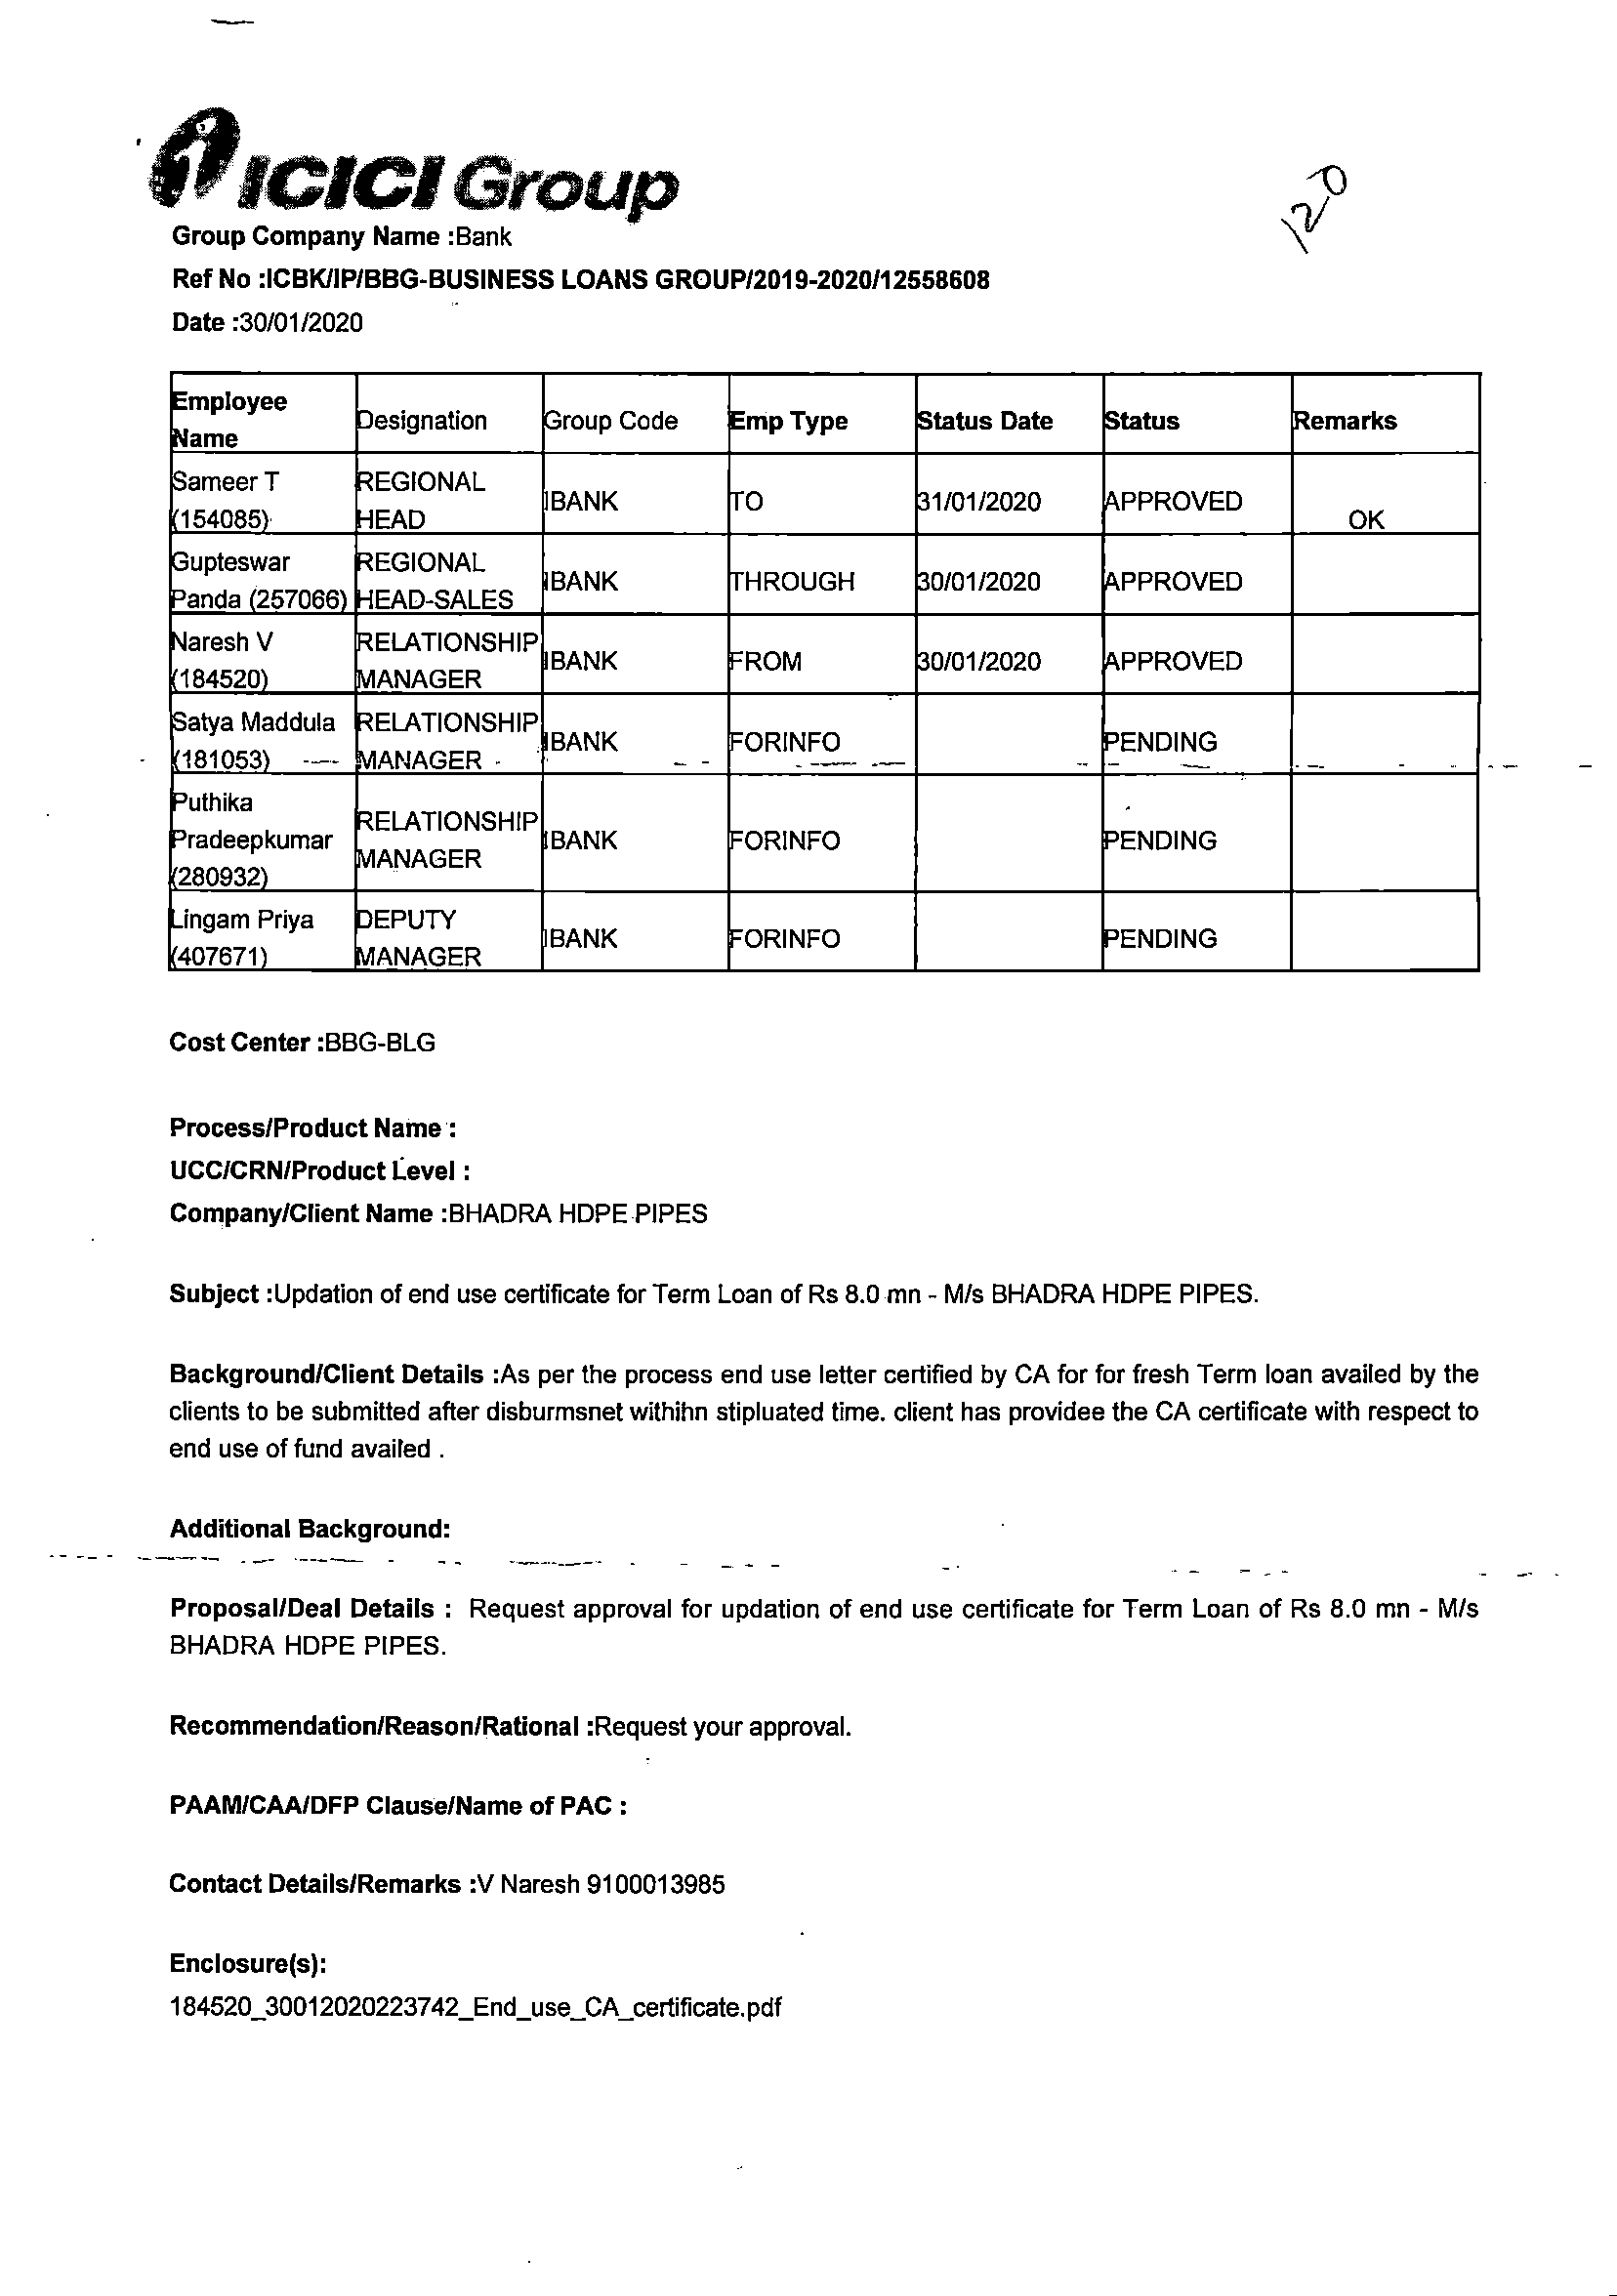 ICICI Group
120
Group Company Name :Bank
Ref No :ICBK/IP/BBG-BUSINESS LOANS GROUP/2019-2020/12558608
Date :30/01/2020
Employee Name Designation Group Code Emp Type Status Date Status Remarks
Sameer T (154085) REGIONAL HEAD IBANK TO 31/01/2020 APPROVED OK
Gupteswar Panda (257066) REGIONAL HEAD-SALES IBANK THROUGH 30/01/2020 APPROVED
Naresh V (184520) RELATIONSHIP MANAGER IBANK FROM 30/01/2020 APPROVED
Satya Maddula (181053) RELATIONSHIP MANAGER IBANK FORINFO PENDING
Puthika Pradeepkumar (280932) RELATIONSHIP MANAGER IBANK FORINFO PENDING
Lingam Priya (407671) DEPUTY MANAGER IBANK FORINFO PENDING
Cost Center :BBG-BLG
Process/Product Name :
UCC/CRN/Product Level :
Company/Client Name :BHADRA HDPE PIPES
Subject :Updation of end use certificate for Term Loan of Rs 8.0 mn - M/s BHADRA HDPE PIPES.
Background/Client Details :As per the process end use letter certified by CA for for fresh Term loan availed by the
clients to be submitted after disburmsnet withihn stipluated time. client has providee the CA certificate with respect to
end use of fund availed .
Additional Background:
Proposal/Deal Details : Request approval for updation of end use certificate for Term Loan of Rs 8.0 mn - M/s
BHADRA HDPE PIPES.
Recommendation/Reason/Rational :Request your approval.
PAAM/CAA/DFP Clause/Name of PAC :
Contact Details/Remarks :V Naresh 9100013985
Enclosure(s):
184520_30012020223742_End_use_CA_certificate.pdf